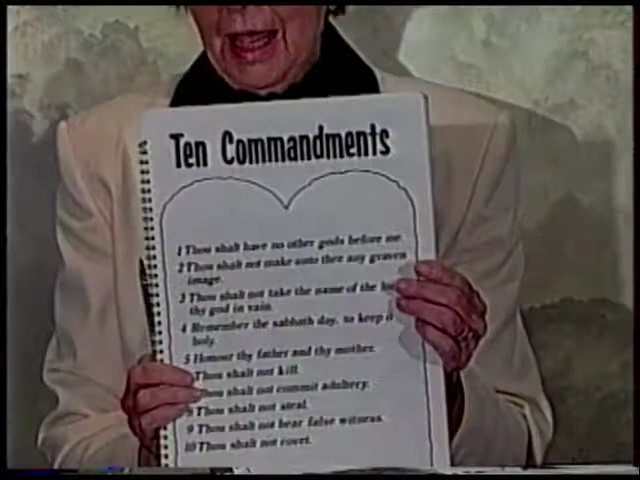 Ten Commandments
1 Thou shalt have no other gods before me.
2 Thou shalt not make unto thee any graven
image.
3 Thou shalt not take the name of the
thy god in vain.
4 Remember the sabbath day, to keep it
holy.
5 Honour thy father and thy mother.
Thou shalt not kill.
Thou shalt not commit adultery.
8 Thou shalt not steal.
9 Thou shalt not bear false witness.
10 Thou shalt not covet.